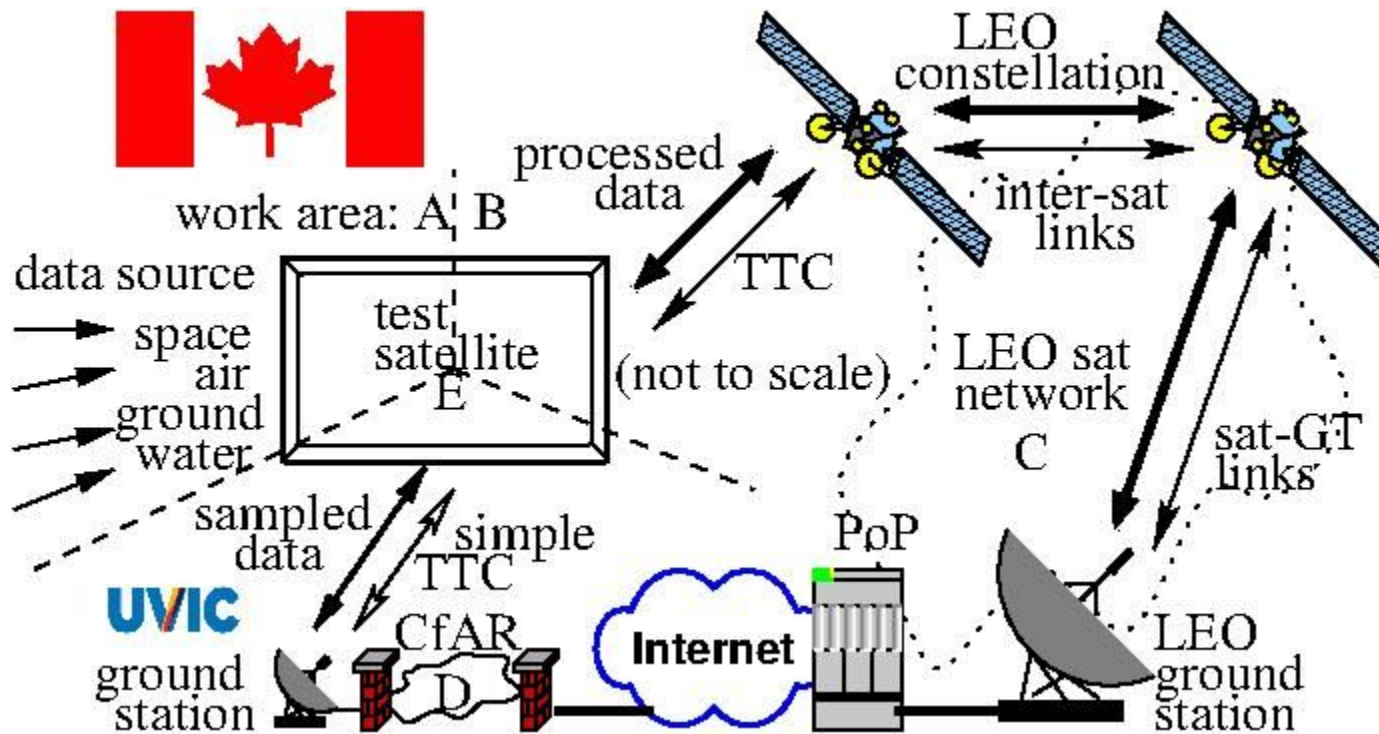 LEO
constellation
processed
data
inter-sat
links
work area: A B
TTC
data source
space
air
ground
water
test
satellite
E
(not to scale)
LEO sat
network
C
sat-GT
links
sampled
data
simple
TTC
PoP
UVIC
CfAR
D
Internet
ground
station
LEO
ground
station